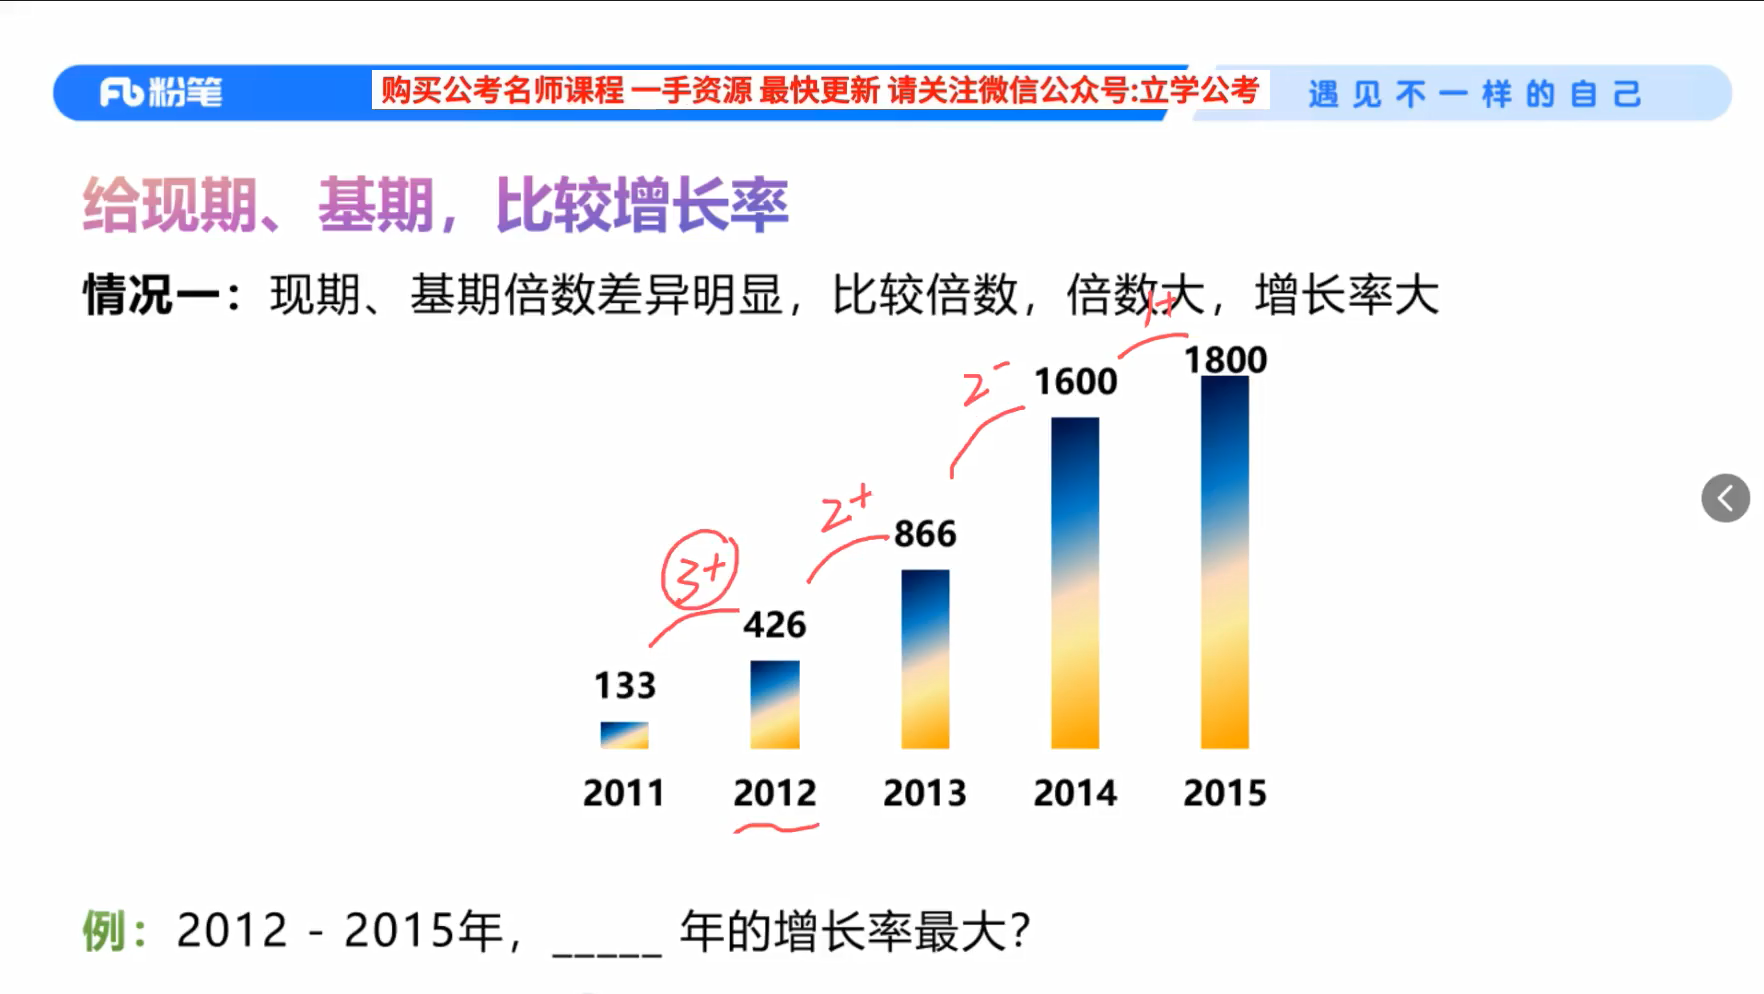 粉笔
购买公考名师课程 一手资源 最快更新 请关注微信公众号:立学公考
遇见不一样的自己
给现期、基期，比较增长率
情况一：现期、基期倍数差异明显，比较倍数，倍数大，增长率大
1+
1800
2-
1600
2+
866
3+
426
133
2011 2012 2013 2014 2015
例：2012 - 2015年，_____ 年的增长率最大？